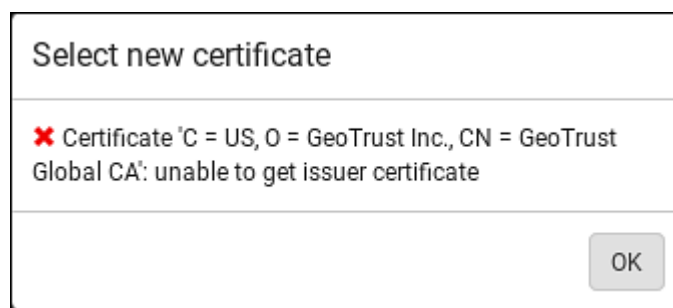 Select new certificate
✖ Certificate 'C = US, O = GeoTrust Inc., CN = GeoTrust
Global CA': unable to get issuer certificate
OK